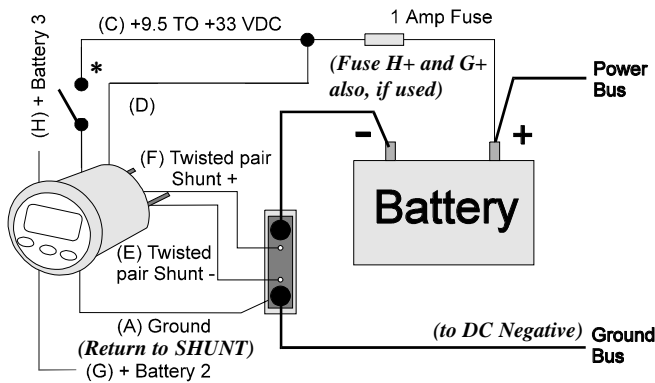 (C) +9.5 TO +33 VDC
1 Amp Fuse
(H) + Battery 3
*
(D)
(Fuse H+ and G+
also, if used)
Power
Bus
- +
(F) Twisted pair
Shunt +
Battery
(E) Twisted
pair Shunt -
(A) Ground
(Return to SHUNT)
(to DC Negative)
Ground
Bus
(G) + Battery 2